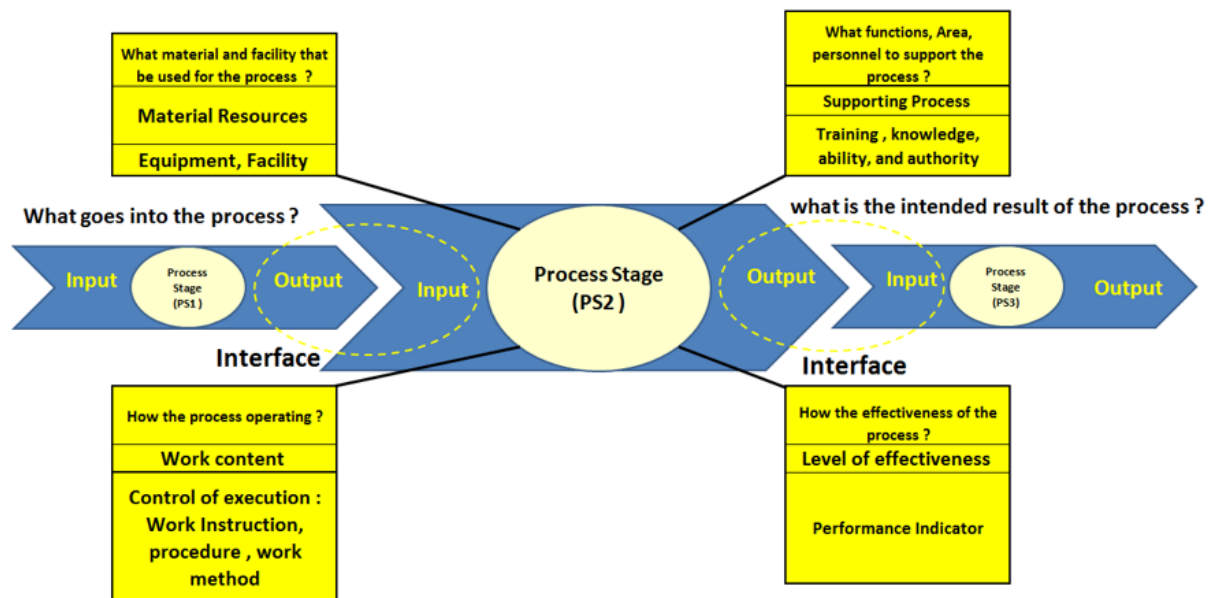 What material and facility that
be used for the process ?
Material Resources
Equipment, Facility
What functions, Area,
personnel to support the
process ?
Supporting Process
Training , knowledge,
ability, and authority
What goes into the process ?
what is the intended result of the process ?
Input
Process
Stage
(PS1)
Output
Input
Process Stage
(PS2 )
Output
Input
Process
Stage
(PS3)
Output
Interface
Interface
How the process operating ?
Work content
Control of execution :
Work Instruction,
procedure , work
method
How the effectiveness of the
process ?
Level of effectiveness
Performance Indicator